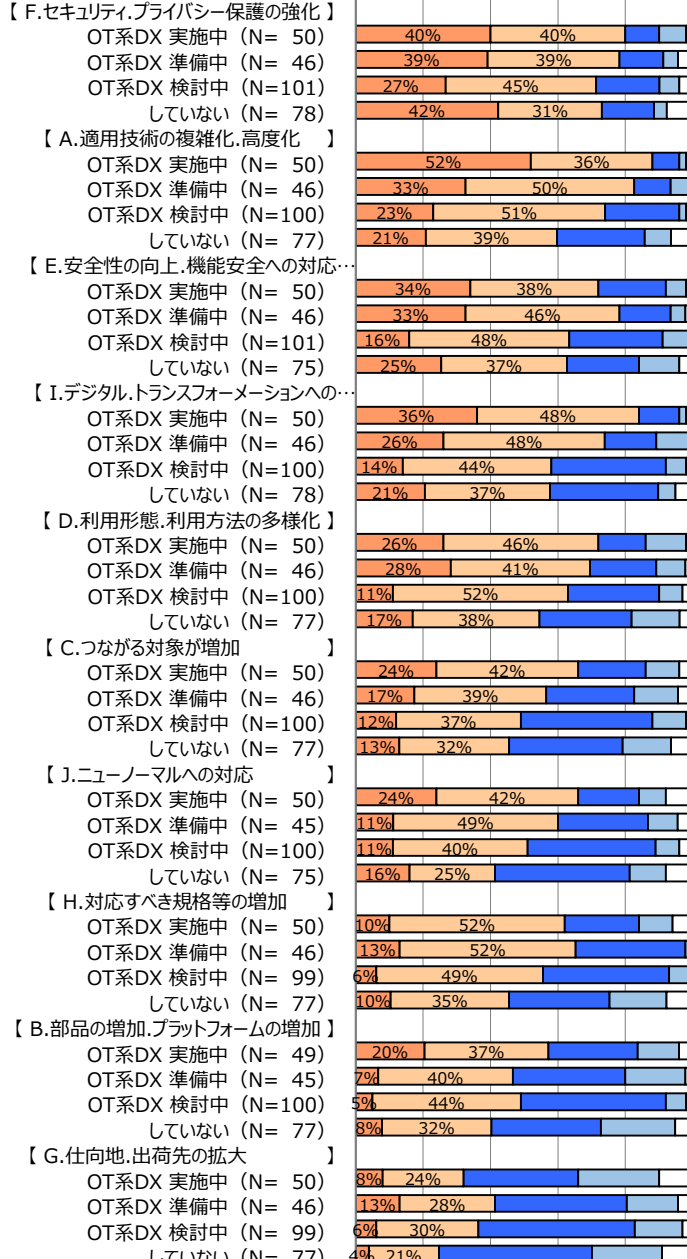 【 F.セキュリティ.プライバシー保護の強化 】
OT系DX 実施中（N= 50） 40% 40%
OT系DX 準備中（N= 46） 39% 39%
OT系DX 検討中（N=101） 27% 45%
していない（N= 78） 42% 31%
【 A.適用技術の複雑化.高度化 】
OT系DX 実施中（N= 50） 52% 36%
OT系DX 準備中（N= 46） 33% 50%
OT系DX 検討中（N=100） 23% 51%
していない（N= 77） 21% 39%
【 E.安全性の向上.機能安全への対応…
OT系DX 実施中（N= 50） 34% 38%
OT系DX 準備中（N= 46） 33% 46%
OT系DX 検討中（N=101） 16% 48%
していない（N= 75） 25% 37%
【 I.デジタル.トランスフォーメーションへの…
OT系DX 実施中（N= 50） 36% 48%
OT系DX 準備中（N= 46） 26% 48%
OT系DX 検討中（N=100） 14% 44%
していない（N= 78） 21% 37%
【 D.利用形態.利用方法の多様化 】
OT系DX 実施中（N= 50） 26% 46%
OT系DX 準備中（N= 46） 28% 41%
OT系DX 検討中（N=100） 11% 52%
していない（N= 77） 17% 38%
【 C.つながる対象が増加 】
OT系DX 実施中（N= 50） 24% 42%
OT系DX 準備中（N= 46） 17% 39%
OT系DX 検討中（N=100） 12% 37%
していない（N= 77） 13% 32%
【 J.ニューノーマルへの対応 】
OT系DX 実施中（N= 50） 24% 42%
OT系DX 準備中（N= 45） 11% 49%
OT系DX 検討中（N=100） 11% 40%
していない（N= 75） 16% 25%
【 H.対応すべき規格等の増加 】
OT系DX 実施中（N= 50） 10% 52%
OT系DX 準備中（N= 46） 13% 52%
OT系DX 検討中（N= 99） 6% 49%
していない（N= 77） 10% 35%
【 B.部品の増加.プラットフォームの増加 】
OT系DX 実施中（N= 49） 20% 37%
OT系DX 準備中（N= 45） 7% 40%
OT系DX 検討中（N=100） 5% 44%
していない（N= 77） 8% 32%
【 G.仕向地.出荷先の拡大 】
OT系DX 実施中（N= 50） 8% 24%
OT系DX 準備中（N= 46） 13% 28%
OT系DX 検討中（N= 99） 6% 30%
していない（N= 77） 4% 21%